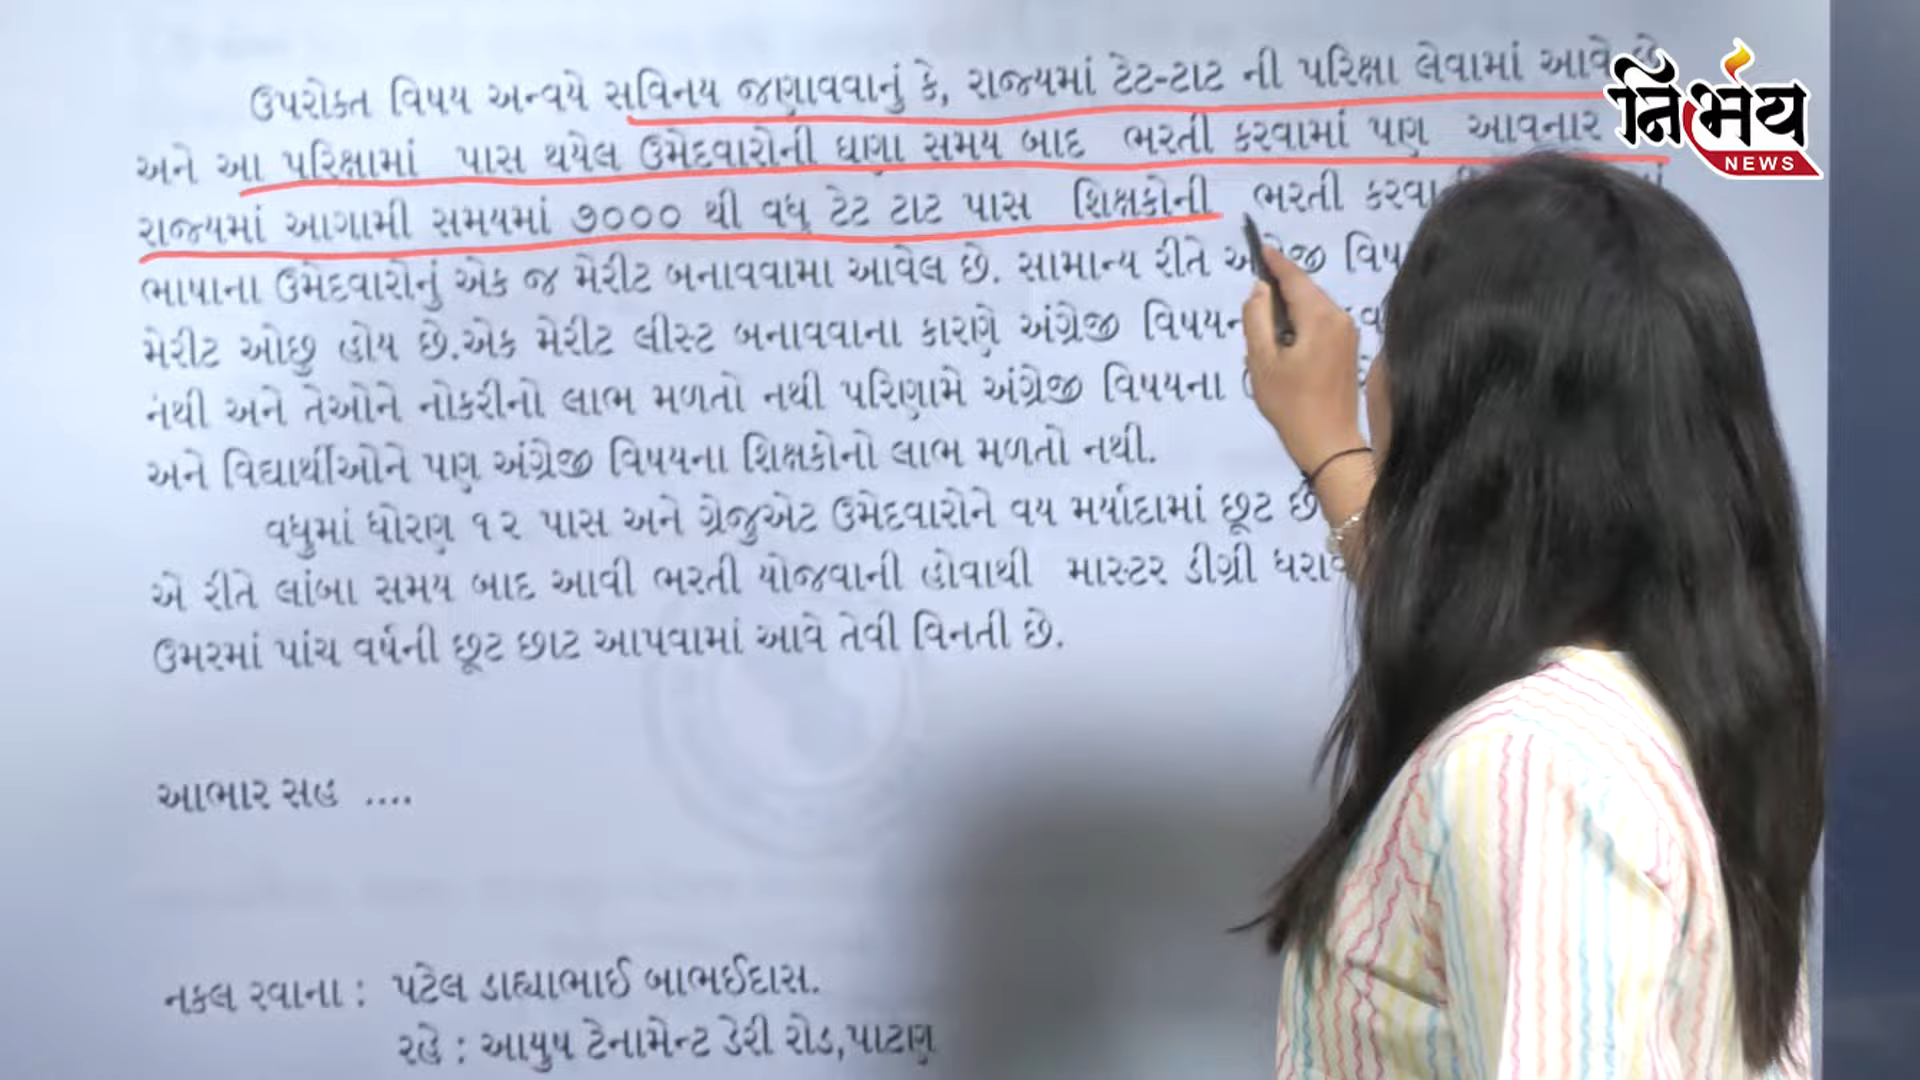 ઉપરોક્ત વિષય અન્વયે સવિનય જણાવવાનું કે, રાજ્યમાં ટેટ-ટાટ ની પરિક્ષા લેવામાં આવે છે
નિર્ભય
NEWS
અને આ પરિક્ષામાં પાસ થયેલ ઉમેદવારોની ઘણા સમય બાદ ભરતી કરવામાં પણ આવનાર
રાજ્યમાં આગામી સમયમાં ૭૦૦૦ થી વધુ ટેટ ટાટ પાસ શિક્ષકોની ભરતી
ભાષાના ઉમેદવારોનું એક જ મેરીટ બનાવવામા આવેલ છે. સામાન્ય રીતે
મેરીટ ઓછુ હોય છે.એક મેરીટ લીસ્ટ બનાવવાના કારણે અંગ્રેજી
નથી અને તેઓને નોકરીનો લાભ મળતો નથી પરિણામે અંગ્રેજી વિષયના
અને વિદ્યાર્થીઓને પણ અંગ્રેજી વિષયના શિક્ષકોનો લાભ મળતો નથી.
વધુમાં ધોરણ ૧૨ પાસ અને ગ્રેજુએટ ઉમેદવારોને વય મર્યાદામાં છૂટ
એ રીતે લાંબા સમય બાદ આવી ભરતી યોજવાની હોવાથી માસ્ટર ડીગ્રી
ઉમરમાં પાંચ વર્ષની છૂટ છાટ આપવામાં આવે તેવી વિનતી છે.
આભાર સહ ....
નકલ રવાના : પટેલ ડાહ્યાભાઈ બાભઈદાસ.
રહે : આયુષ ટેનામેન્ટ ડેરી રોડ,પાટણ